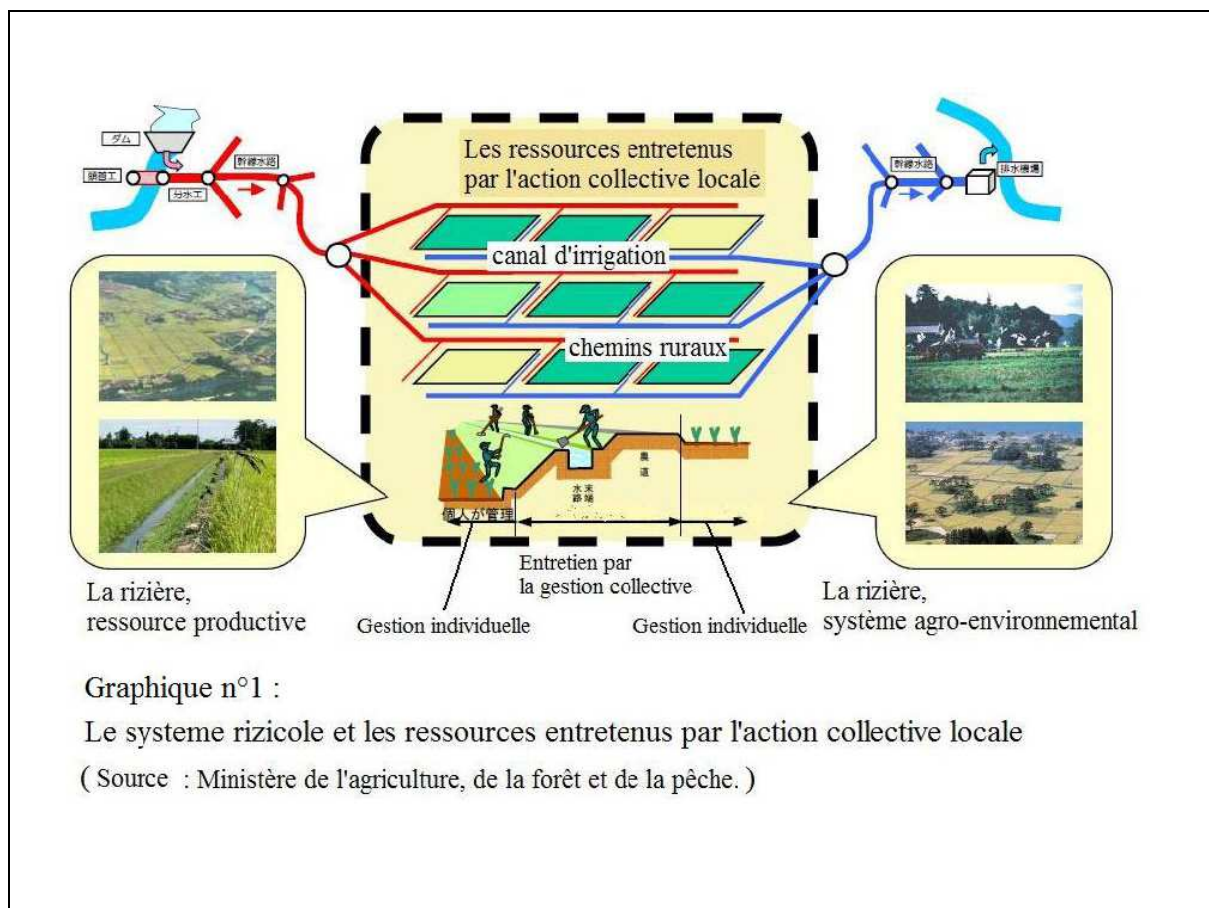 ダム
頭首工
分水工
幹線水路
Les ressources entretenus
par l'action collective locale
幹線水路
排水機場
canal d'irrigation
chemins ruraux
農道
末端
水路
個人が管理
Entretien par
la gestion collective
Gestion individuelle
Gestion individuelle
La rizière,
ressource productive
La rizière,
système agro-environnemental
Graphique n°1 :
Le systeme rizicole et les ressources entretenus par l'action collective locale
( Source : Ministère de l'agriculture, de la forêt et de la pêche. )